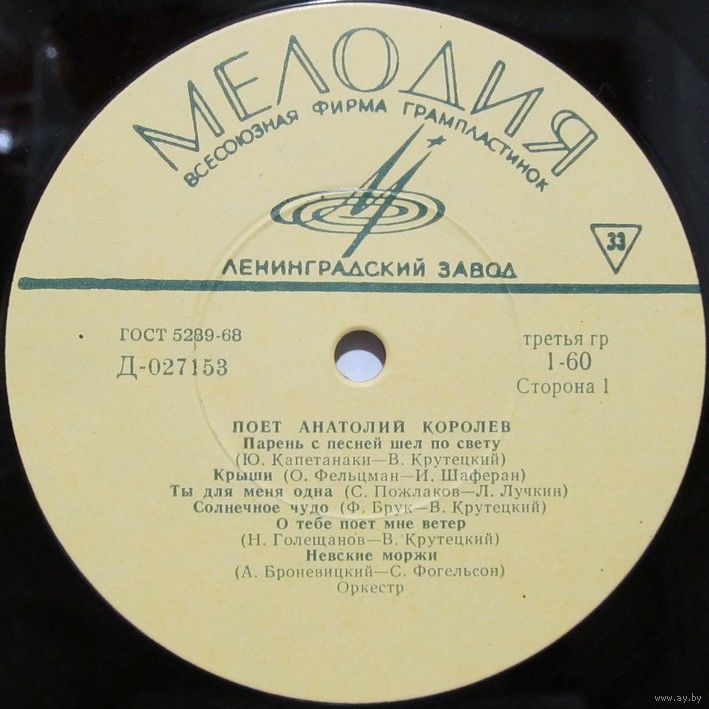 МЕЛОДИЯ
ВСЕСОЮЗНАЯ ФИРМА ГРАМПЛАСТИНОК
ЛЕНИНГРАДСКИЙ ЗАВОД
33
ГОСТ 5289-68
Д-027153
третья гр
1-60
Сторона 1
ПОЕТ АНАТОЛИЙ КОРОЛЕВ
Парень с песней шел по свету
(Ю. Капетанаки—В. Крутецкий)
Крыши (О. Фельцман—И. Шаферан)
Ты для меня одна (С. Пожлаков—Л. Лучкин)
Солнечное чудо (Ф. Брук—В. Крутецкий)
О тебе поет мне ветер
(Н. Голещанов—В. Крутецкий)
Невские моржи
(А. Броневицкий—С. Фогельсон)
Оркестр
www.ay.by